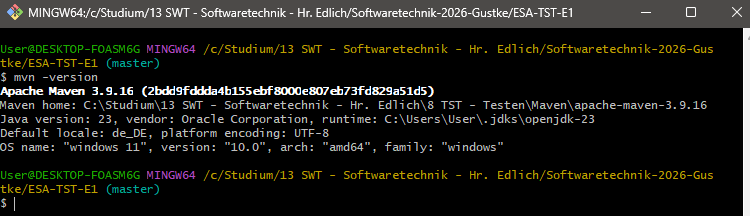 MINGW64:/c/Studium/13 SWT - Softwaretechnik - Hr. Edlich/Softwaretechnik-2026-Gustke/ESA-TST-E1
User@DESKTOP-FOASM6G MINGW64 /c/Studium/13 SWT - Softwaretechnik - Hr. Edlich/Softwaretechnik-2026-Gus
tke/ESA-TST-E1 (master)
$ mvn -version
Apache Maven 3.9.16 (2bdd9fddda4b155ebf8000e807eb73fd829a51d5)
Maven home: C:\Studium\13 SWT - Softwaretechnik - Hr. Edlich\8 TST - Testen\Maven\apache-maven-3.9.16
Java version: 23, vendor: Oracle Corporation, runtime: C:\Users\User\.jdks\openjdk-23
Default locale: de_DE, platform encoding: UTF-8
OS name: "windows 11", version: "10.0", arch: "amd64", family: "windows"
User@DESKTOP-FOASM6G MINGW64 /c/Studium/13 SWT - Softwaretechnik - Hr. Edlich/Softwaretechnik-2026-Gus
tke/ESA-TST-E1 (master)
$